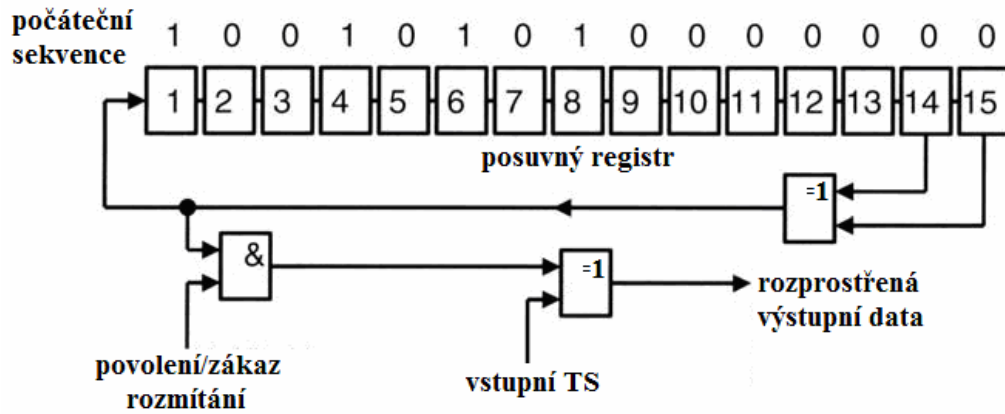 počáteční
sekvence
1 0 0 1 0 1 0 1 0 0 0 0 0 0 0
1 2 3 4 5 6 7 8 9 10 11 12 13 14 15
posuvný registr
=1
&
=1
rozprostřená
výstupní data
povolení/zákaz
rozmítání
vstupní TS